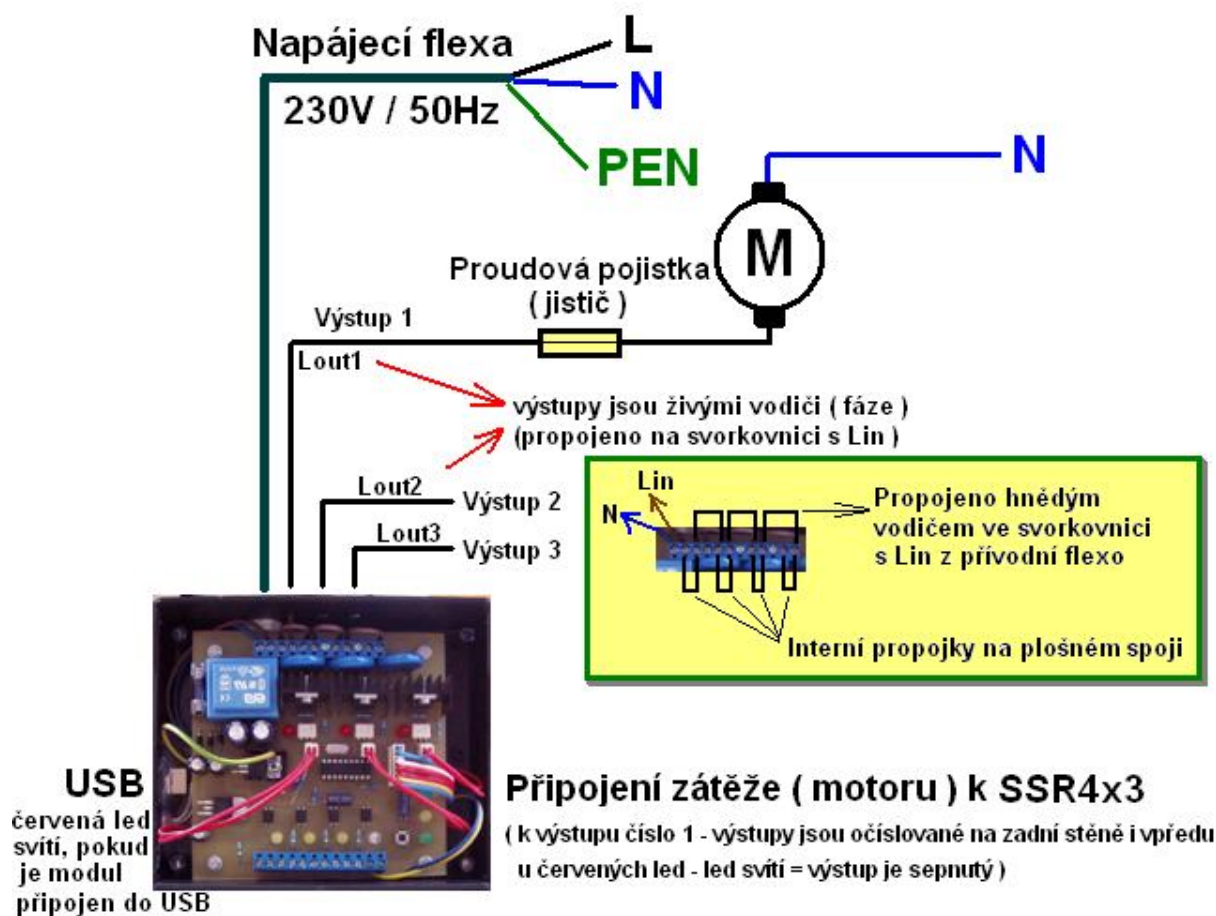 Napájecí flexa
230V / 50Hz
L
N
PEN
N
M
Proudová pojistka
( jistič )
Výstup 1
Lout1
výstupy jsou živými vodiči ( fáze )
(propojeno na svorkovnici s Lin )
Lout2
Výstup 2
Lout3
Výstup 3
Lin
N
Propojeno hnědým
vodičem ve svorkovnici
s Lin z přívodní flexo
Interní propojky na plošném spoji
USB
červená led
svítí, pokud
je modul
připojen do USB
Připojení zátěže ( motoru ) k SSR4x3
( k výstupu číslo 1 - výstupy jsou očíslované na zadní stěně i vpředu
u červených led - led svítí = výstup je sepnutý )